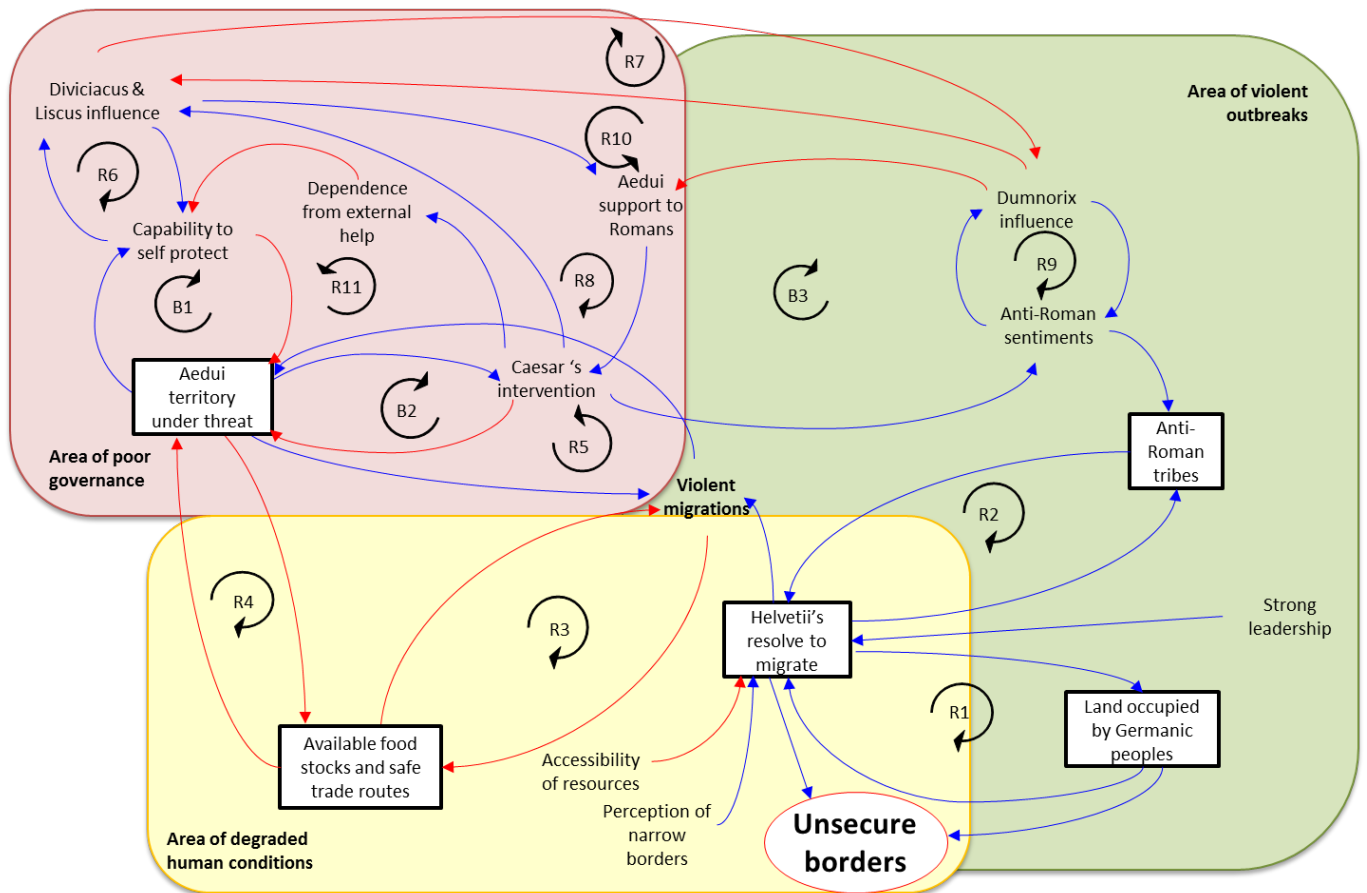 R7
Diviciacus &
Liscus influence
Area of violent
outbreaks
R10
R6
Dependence
from external
help
Aedui
support to
Romans
Dumnorix
influence
Capability to
self protect
R9
R8
R11
B1
B3
Anti-Roman
sentiments
Aedui
territory
under threat
Caesar ‘s
intervention
B2
R5
Anti-
Roman
tribes
Area of poor
governance
Violent
migrations
R2
R4
R3
Helvetii’s
resolve to
migrate
Strong
leadership
R1
Land occupied
by Germanic
peoples
Available food
stocks and safe
trade routes
Accessibility
of resources
Perception of
narrow
borders
Unsecure
borders
Area of degraded
human conditions